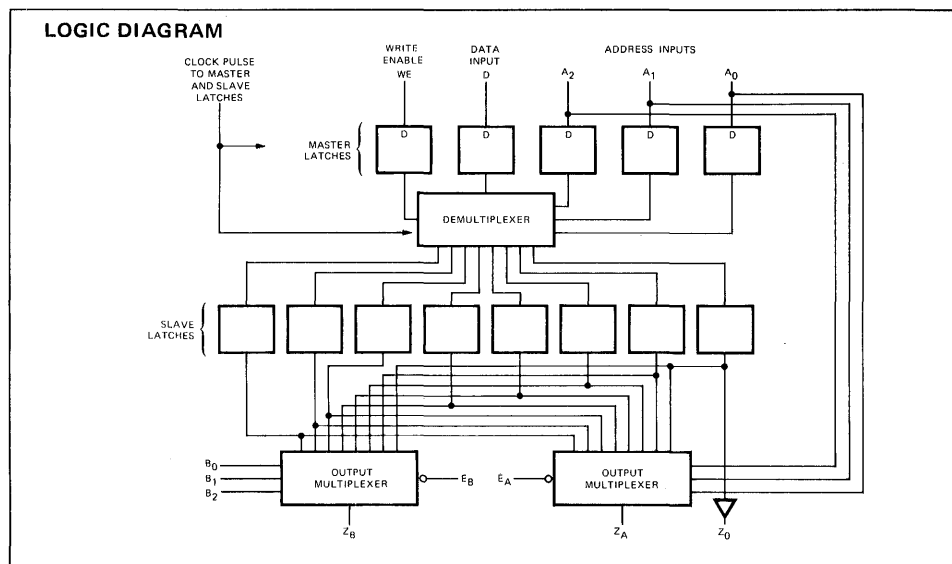 LOGIC DIAGRAM
CLOCK PULSE
TO MASTER
AND SLAVE
LATCHES
WRITE
ENABLE
WE
DATA
INPUT
D
ADDRESS INPUTS
A2
A1
A0
MASTER
LATCHES
D
D
D
D
D
DEMULTIPLEXER
SLAVE
LATCHES
B0
B1
B2
OUTPUT
MULTIPLEXER
EB
EA
OUTPUT
MULTIPLEXER
ZB
ZA
Z0